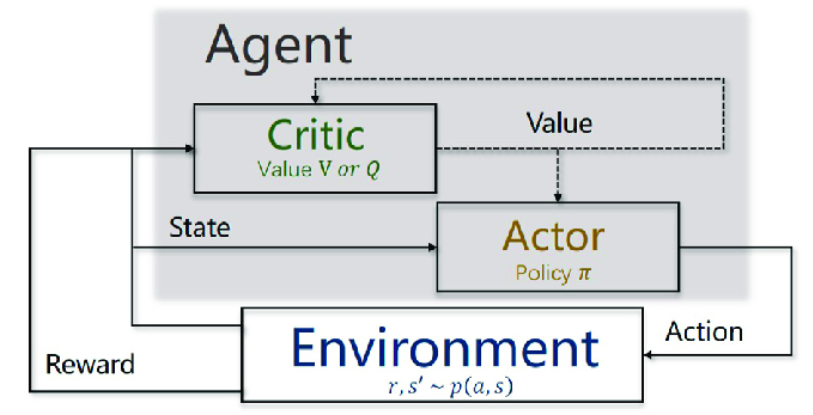 Agent
Critic
Value V or Q
Value
State
Actor
Policy π
Environment
r, s′ ~ p(a, s)
Action
Reward